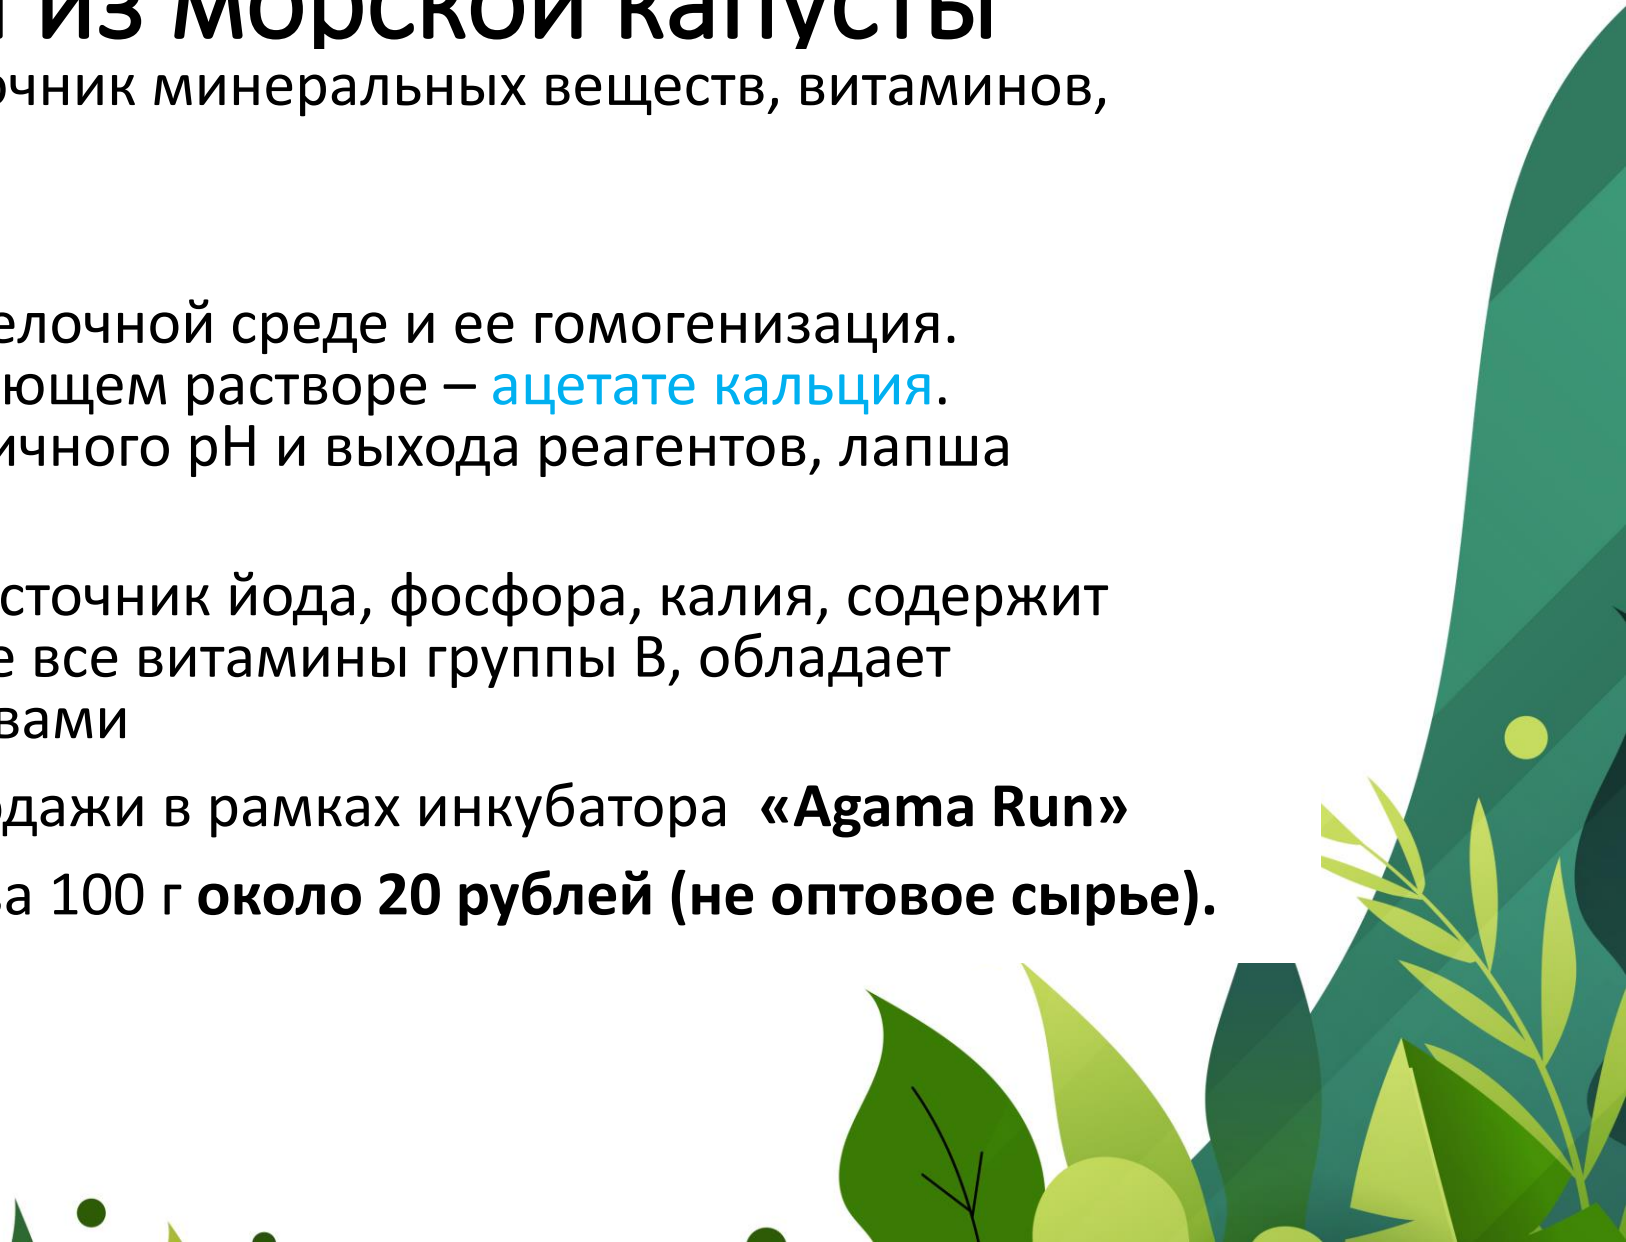 из морской капусты
очник минеральных веществ, витаминов,
елочной среде и ее гомогенизация.
ющем растворе – ацетате кальция.
ичного pH и выхода реагентов, лапша
сточник йода, фосфора, калия, содержит
е все витамины группы В, обладает
вами
одажи в рамках инкубатора «Agama Run»
ва 100 г около 20 рублей (не оптовое сырье).